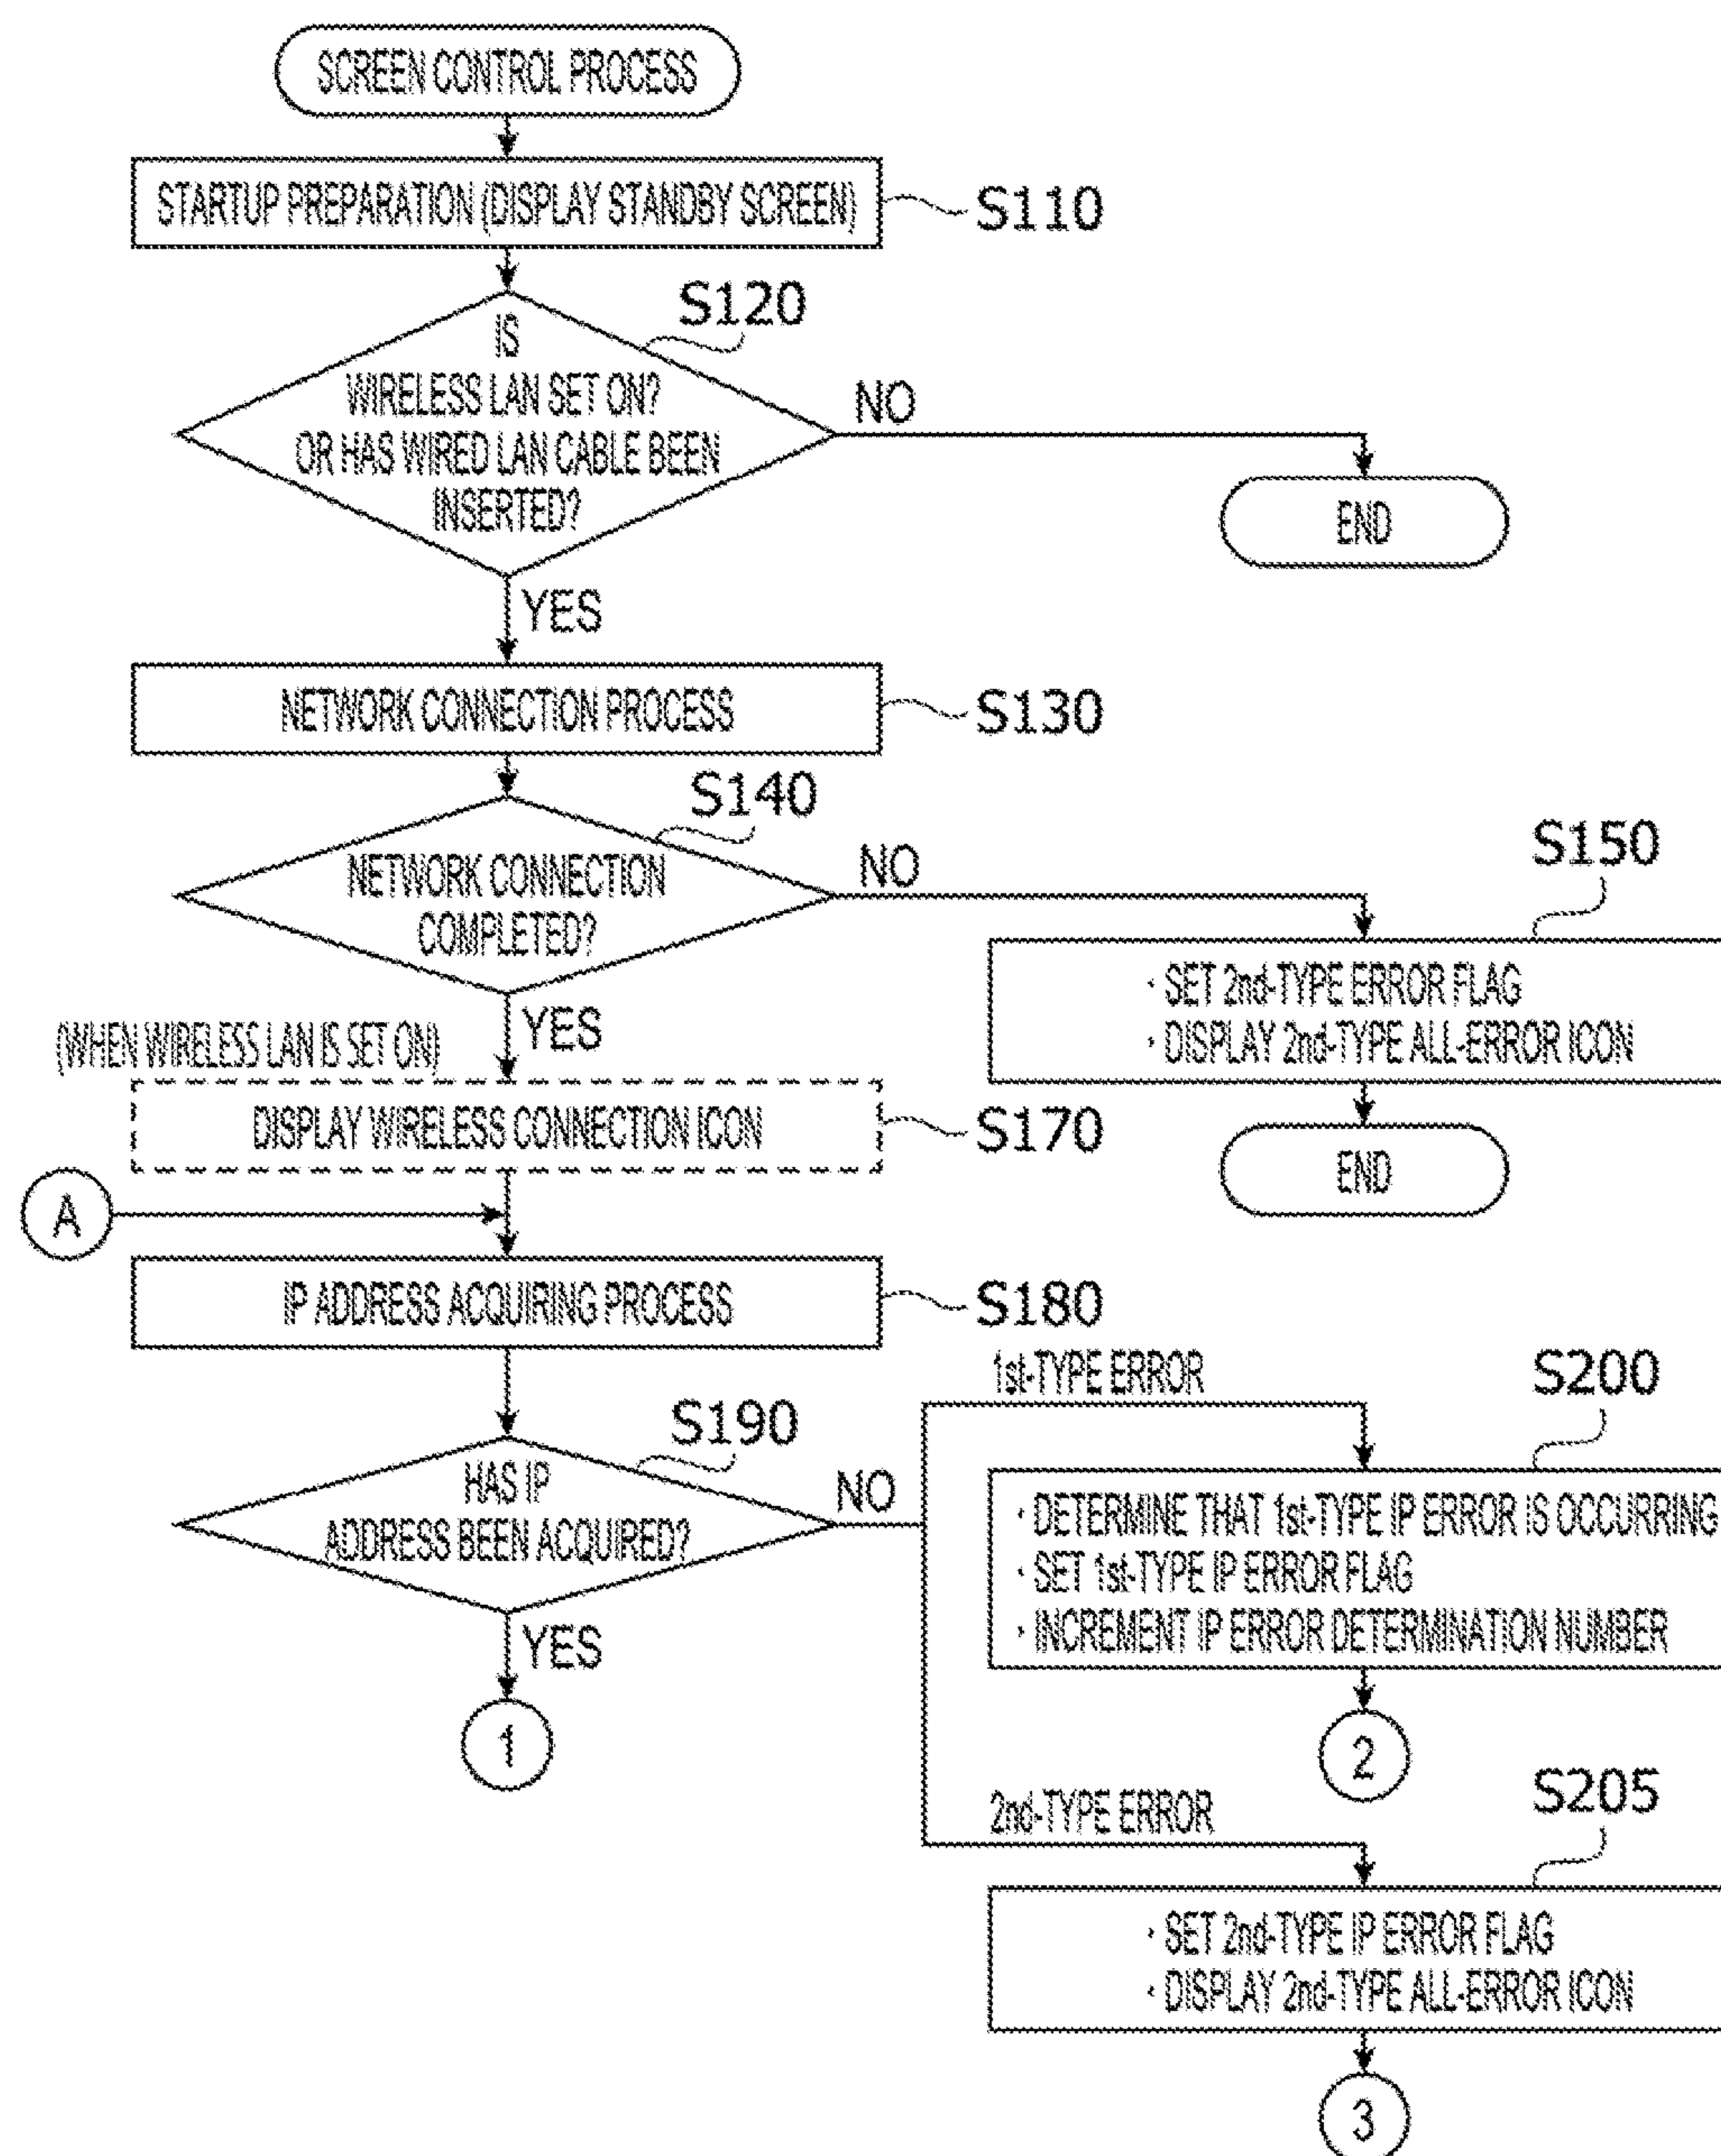 SCREEN CONTROL PROCESS
STARTUP PREPARATION (DISPLAY STANDBY SCREEN)
S110
S120
IS
WIRELESS LAN SET ON?
OR HAS WIRED LAN CABLE BEEN
INSERTED?
NO
END
YES
NETWORK CONNECTION PROCESS
S130
S140
NETWORK CONNECTION
COMPLETED?
NO
S150
· SET 2nd-TYPE ERROR FLAG
· DISPLAY 2nd-TYPE ALL-ERROR ICON
END
YES
(WHEN WIRELESS LAN IS SET ON)
DISPLAY WIRELESS CONNECTION ICON
S170
A
IP ADDRESS ACQUIRING PROCESS
S180
S190
HAS IP
ADDRESS BEEN ACQUIRED?
NO
YES
1
1st-TYPE ERROR
S200
· DETERMINE THAT 1st-TYPE IP ERROR IS OCCURRING
· SET 1st-TYPE IP ERROR FLAG
· INCREMENT IP ERROR DETERMINATION NUMBER
2
2nd-TYPE ERROR
S205
· SET 2nd-TYPE IP ERROR FLAG
· DISPLAY 2nd-TYPE ALL-ERROR ICON
3